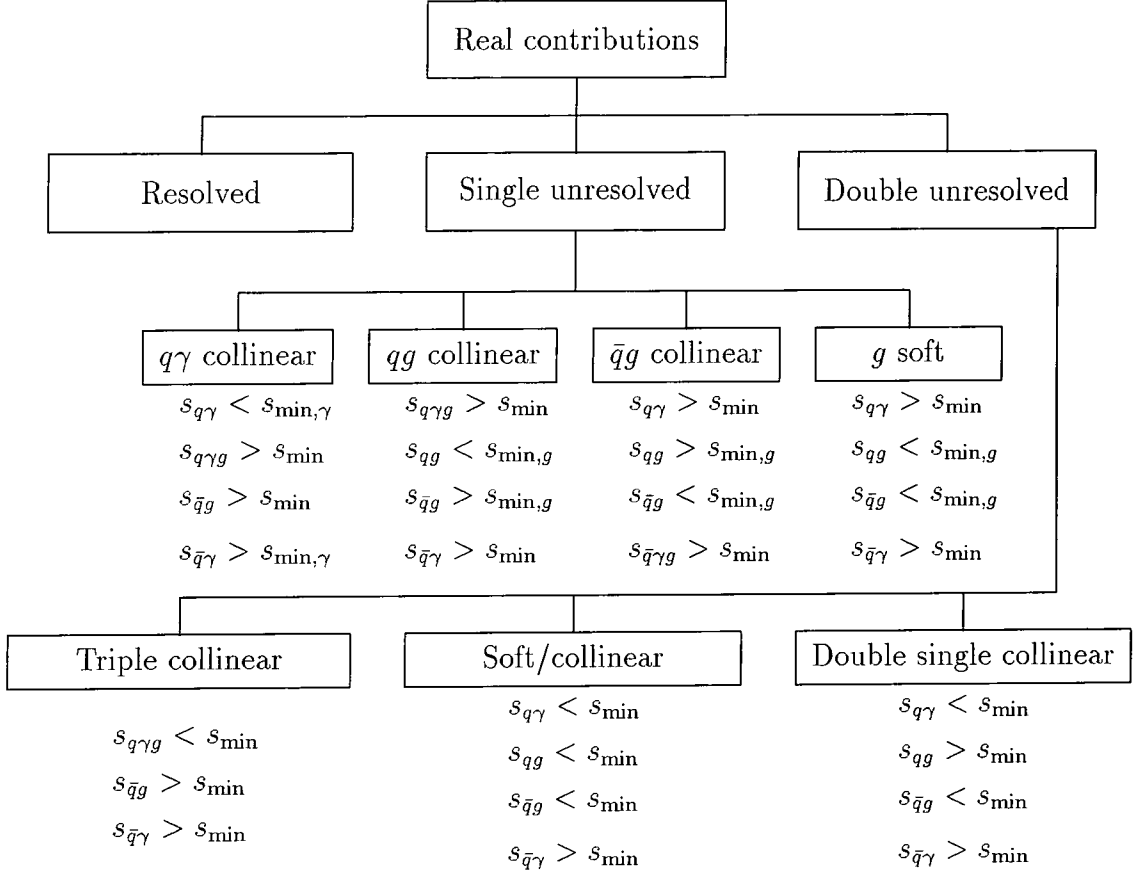 Real contributions
Resolved
Single unresolved
Double unresolved
qγ collinear
qg collinear
q̄g collinear
g soft
s_{qγ} < s_{min,γ}
s_{qγg} > s_{min}
s_{q̄g} > s_{min}
s_{q̄γ} > s_{min,γ}
s_{qγg} > s_{min}
s_{qg} < s_{min,g}
s_{q̄g} > s_{min,g}
s_{q̄γ} > s_{min}
s_{qγ} > s_{min}
s_{qg} > s_{min,g}
s_{q̄g} < s_{min,g}
s_{q̄γg} > s_{min}
s_{qγ} > s_{min}
s_{qg} < s_{min,g}
s_{q̄g} < s_{min,g}
s_{q̄γ} > s_{min}
Triple collinear
s_{qγg} < s_{min}
s_{q̄g} > s_{min}
s_{q̄γ} > s_{min}
Soft/collinear
s_{qγ} < s_{min}
s_{qg} < s_{min}
s_{q̄g} < s_{min}
s_{q̄γ} > s_{min}
Double single collinear
s_{qγ} < s_{min}
s_{qg} > s_{min}
s_{q̄g} < s_{min}
s_{q̄γ} > s_{min}